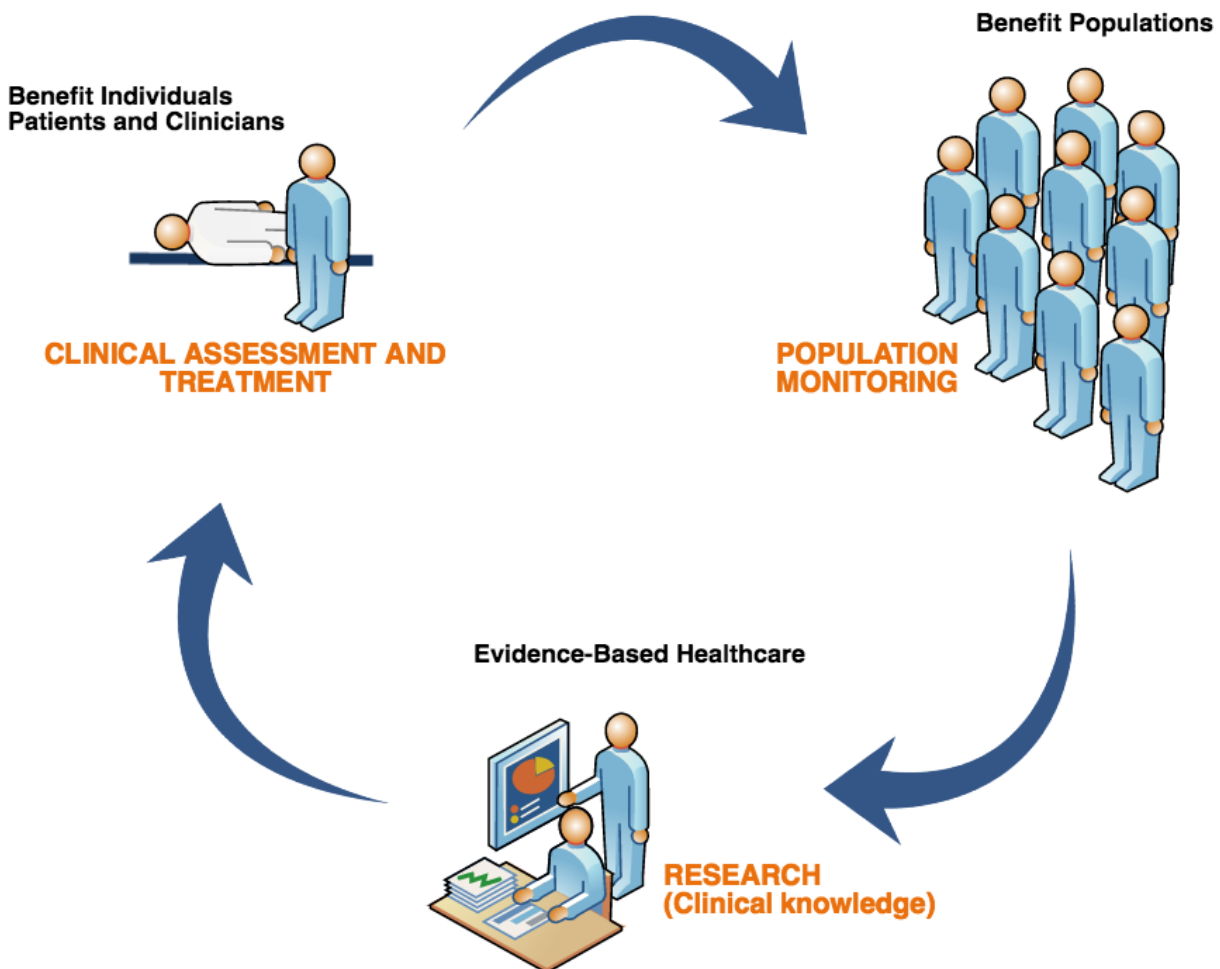 Benefit Populations
Benefit Individuals
Patients and Clinicians
CLINICAL ASSESSMENT AND
TREATMENT
POPULATION
MONITORING
Evidence-Based Healthcare
RESEARCH
(Clinical knowledge)